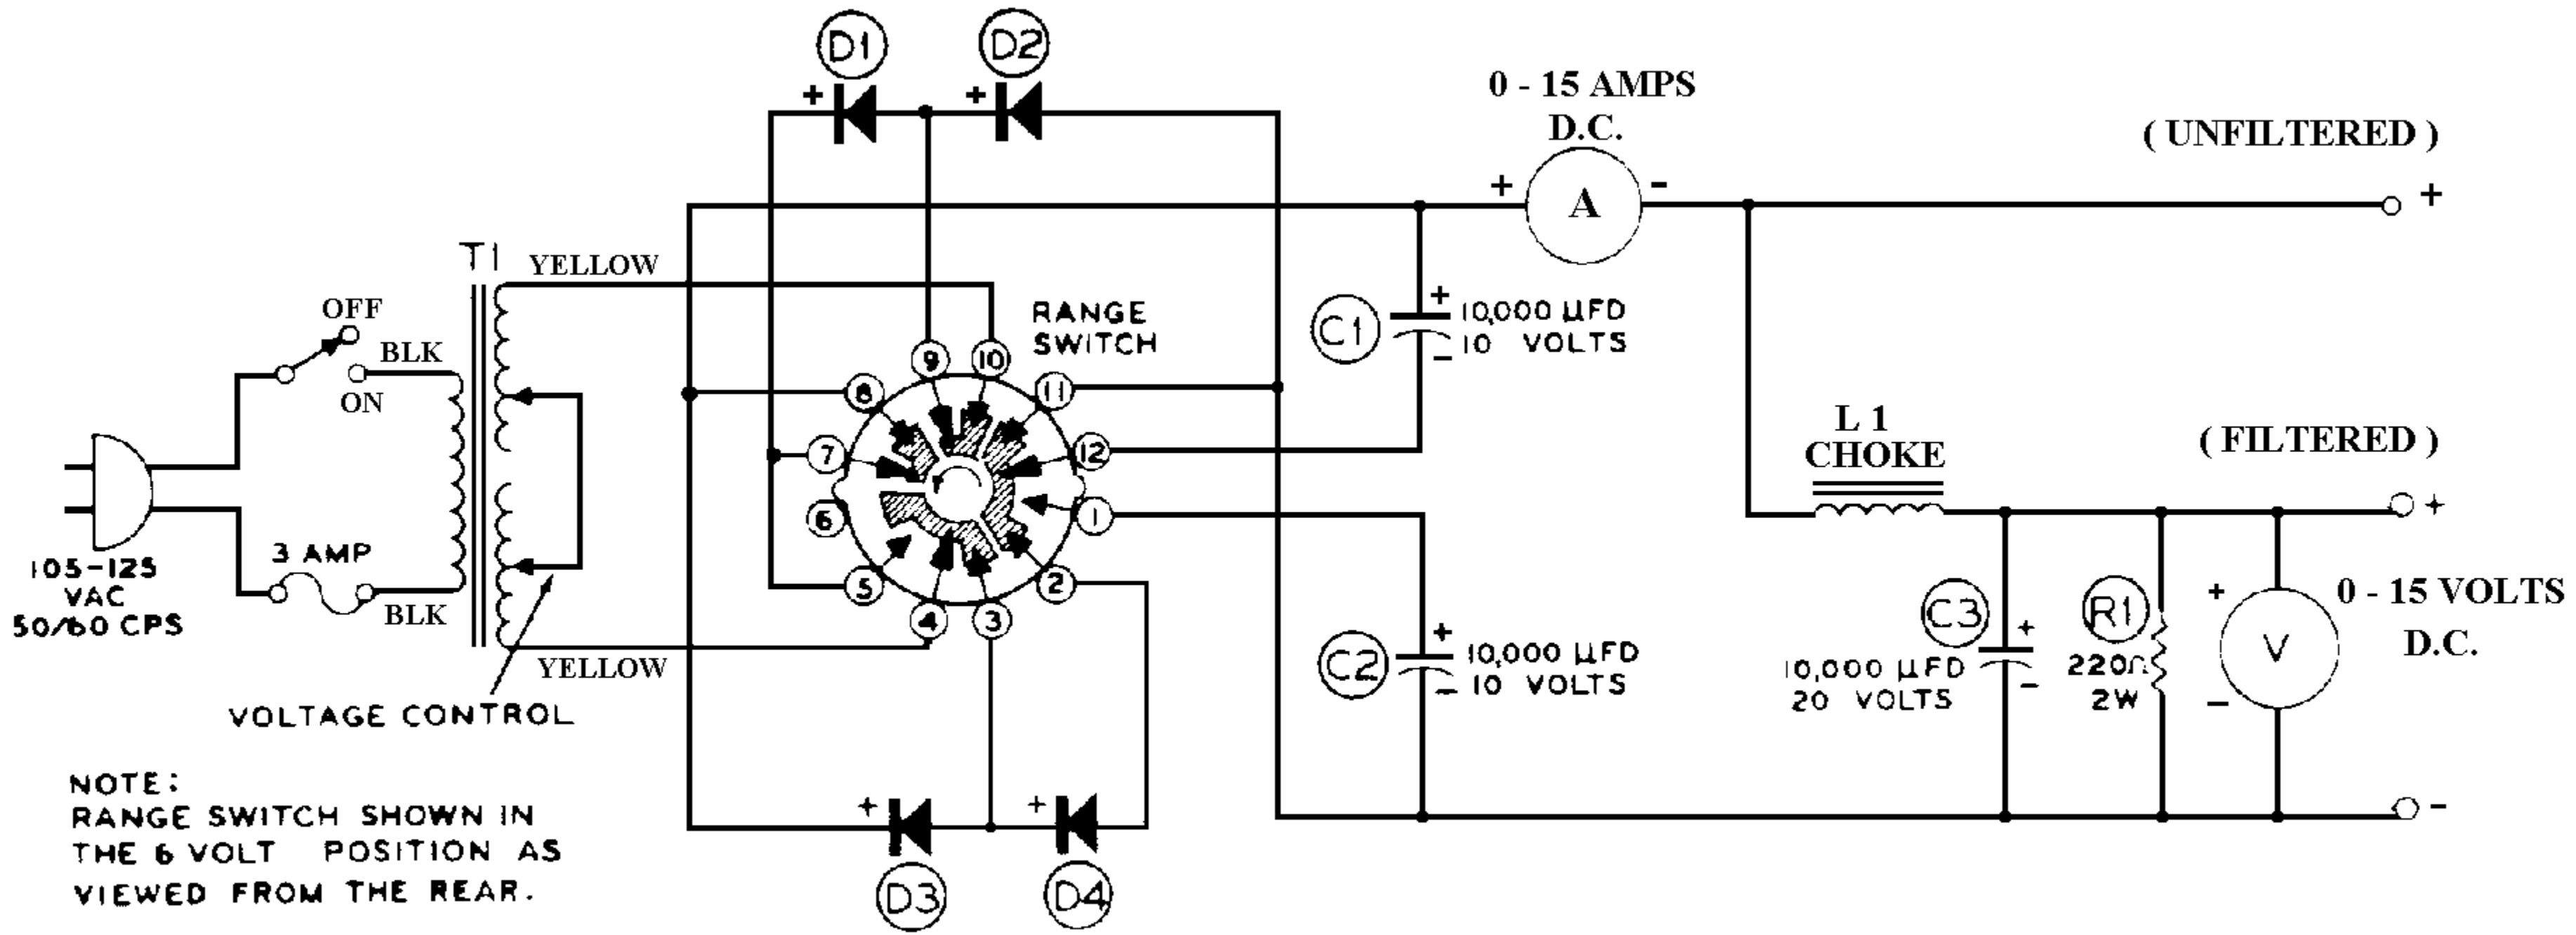 D1
D2
0 - 15 AMPS
D.C.
( UNFILTERED )
+
+
+
A
-
+
T1
YELLOW
OFF
BLK
ON
RANGE
SWITCH
9
10
8
11
7
12
6
1
5
2
4
3
C1
+
10,000 µFD
10 VOLTS
-
L 1
CHOKE
( FILTERED )
+
105-125
VAC
50/60 CPS
3 AMP
BLK
YELLOW
VOLTAGE CONTROL
C2
+
10,000 µFD
10 VOLTS
-
C3
+
10,000 µFD
20 VOLTS
-
R1
220Ω
2W
+
V
-
0 - 15 VOLTS
D.C.
-
NOTE:
RANGE SWITCH SHOWN IN
THE 6 VOLT POSITION AS
VIEWED FROM THE REAR.
+
+
D3
D4